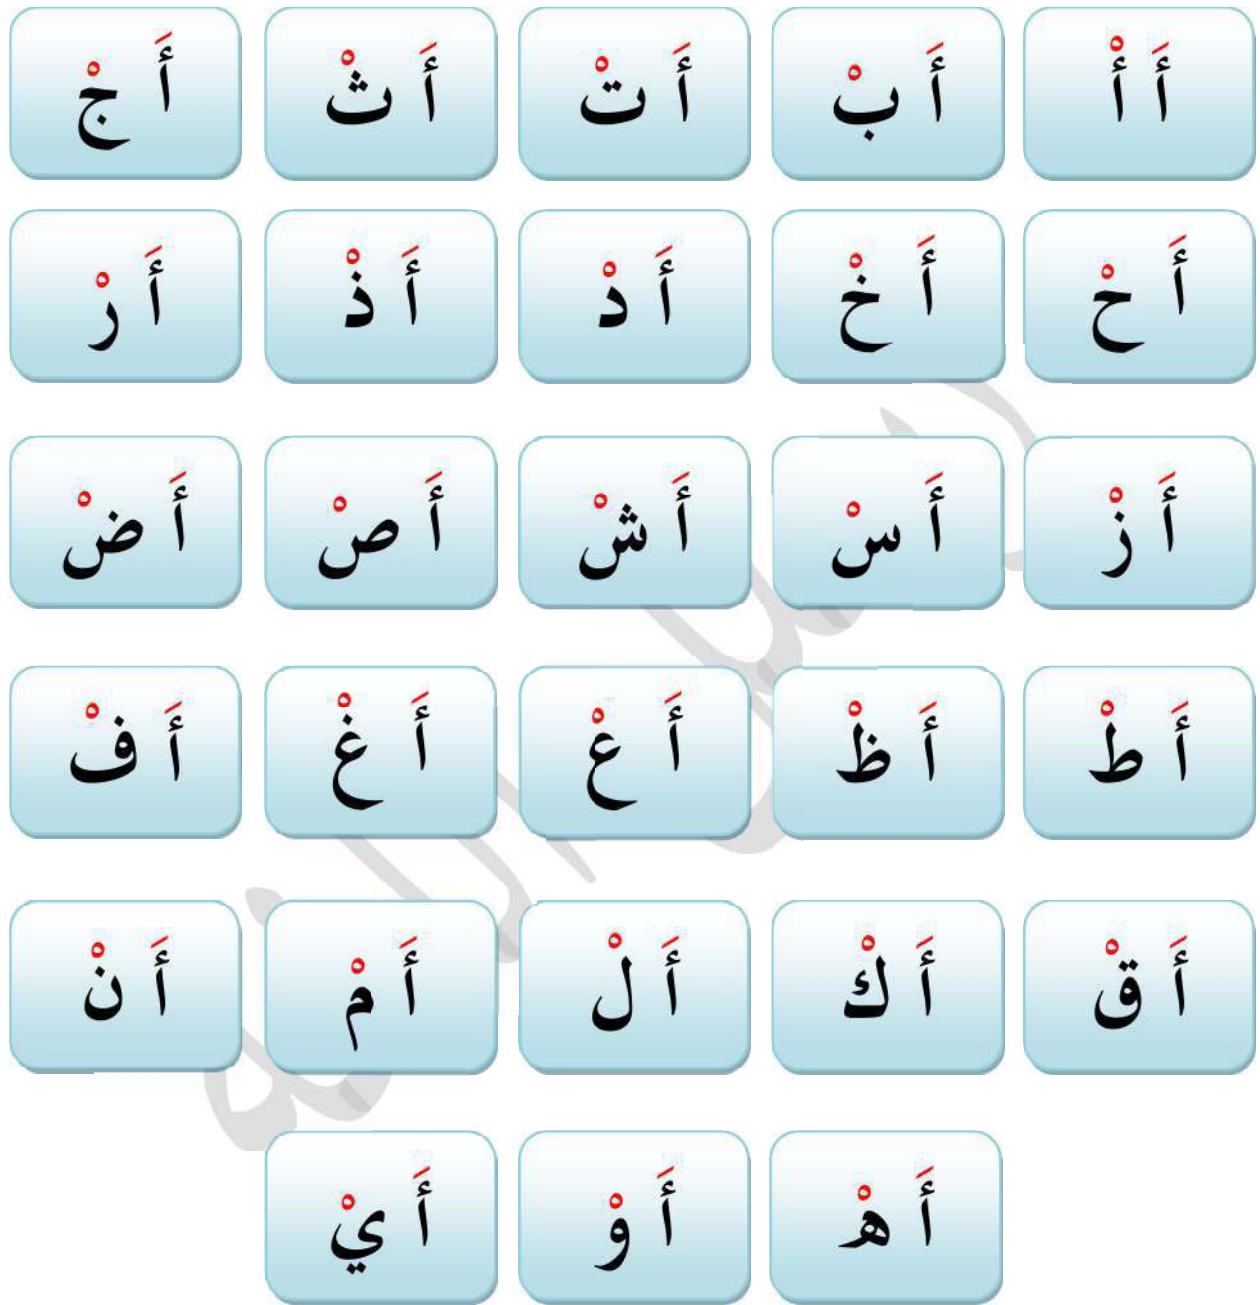 أَ أْ أَ بْ أَ تْ أَ ثْ أَ جْ
أَ حْ أَ خْ أَ دْ أَ ذْ أَ رْ
أَ زْ أَ سْ أَ شْ أَ صْ أَ ضْ
أَ طْ أَ ظْ أَ عْ أَ غْ أَ فْ
أَ قْ أَ كْ أَ لْ أَ مْ أَ نْ
أَ هْ أَ وْ أَ يْ